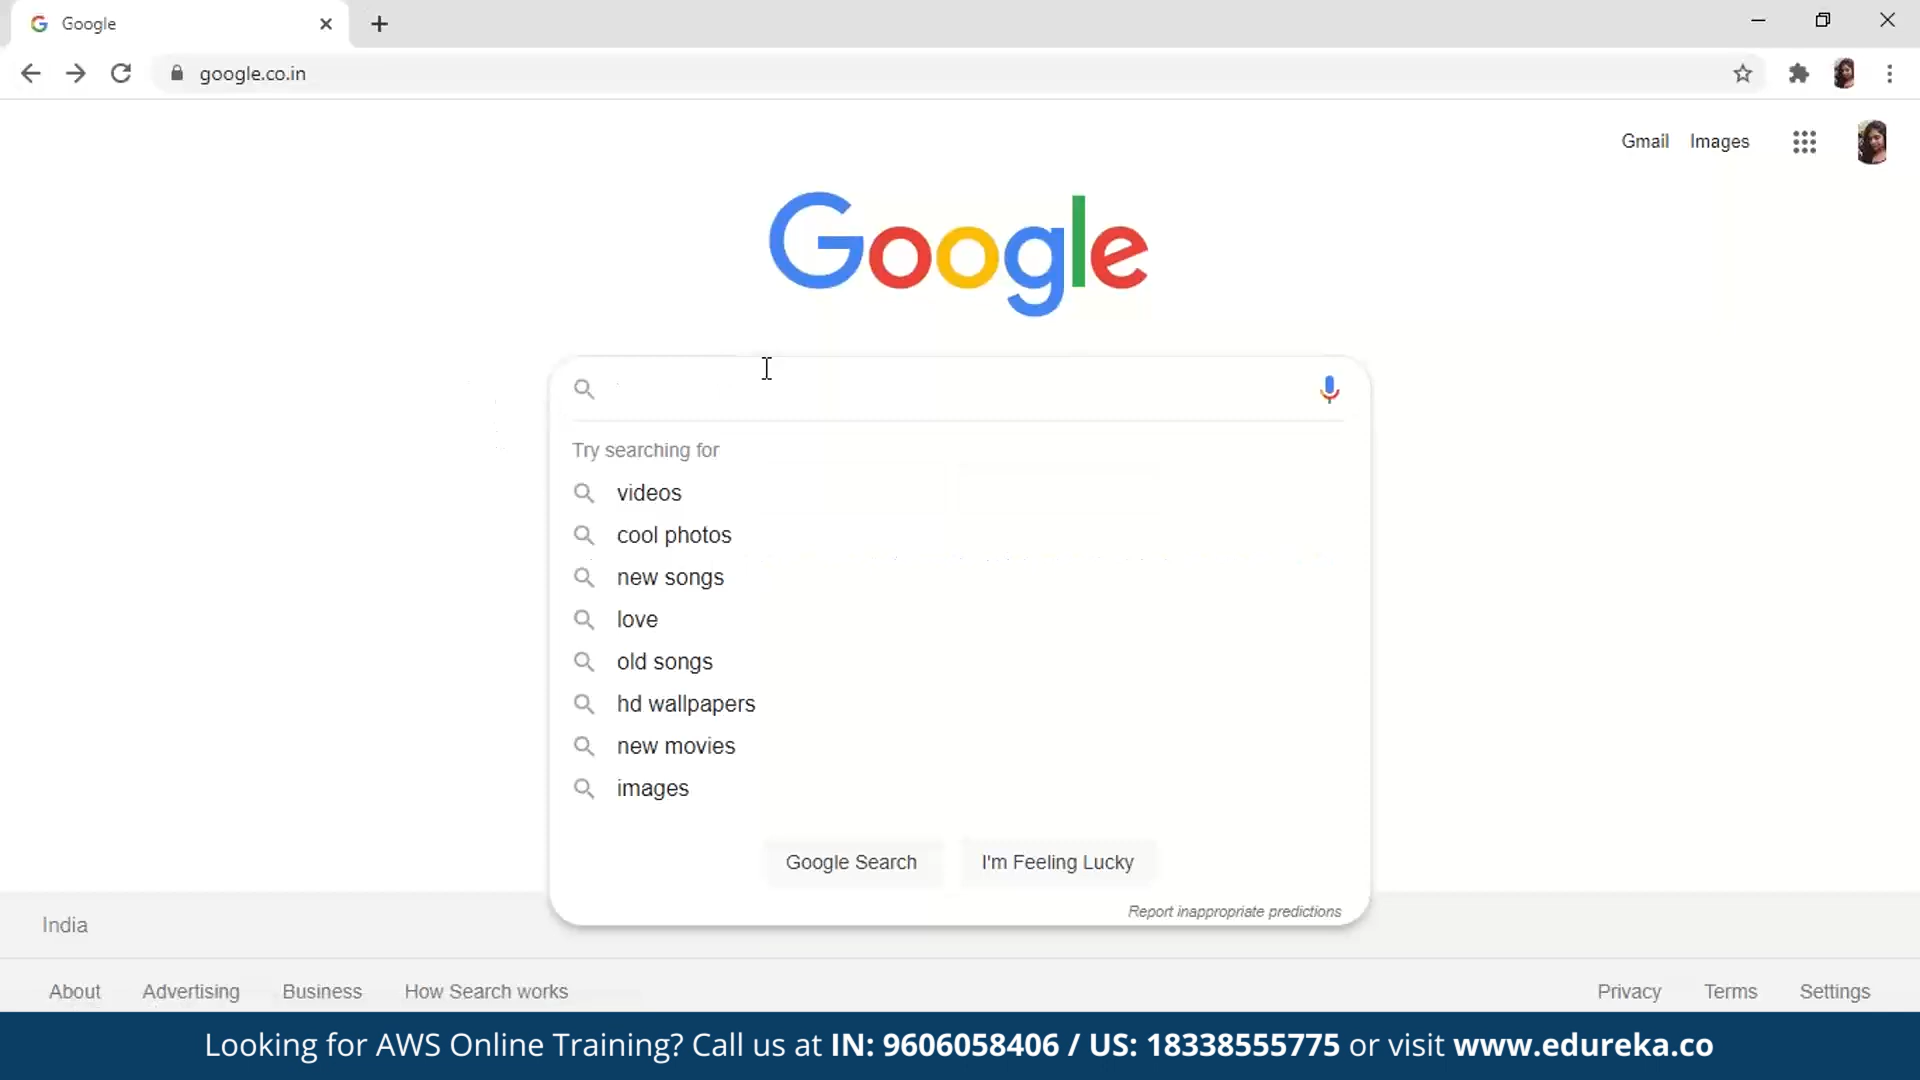 Google
google.co.in
Gmail Images
Google
Try searching for
videos
cool photos
new songs
love
old songs
hd wallpapers
new movies
images
Google Search I'm Feeling Lucky
Report inappropriate predictions
India
About Advertising Business How Search works Privacy Terms Settings
Looking for AWS Online Training? Call us at IN: 9606058406 / US: 18338555775 or visit www.edureka.co